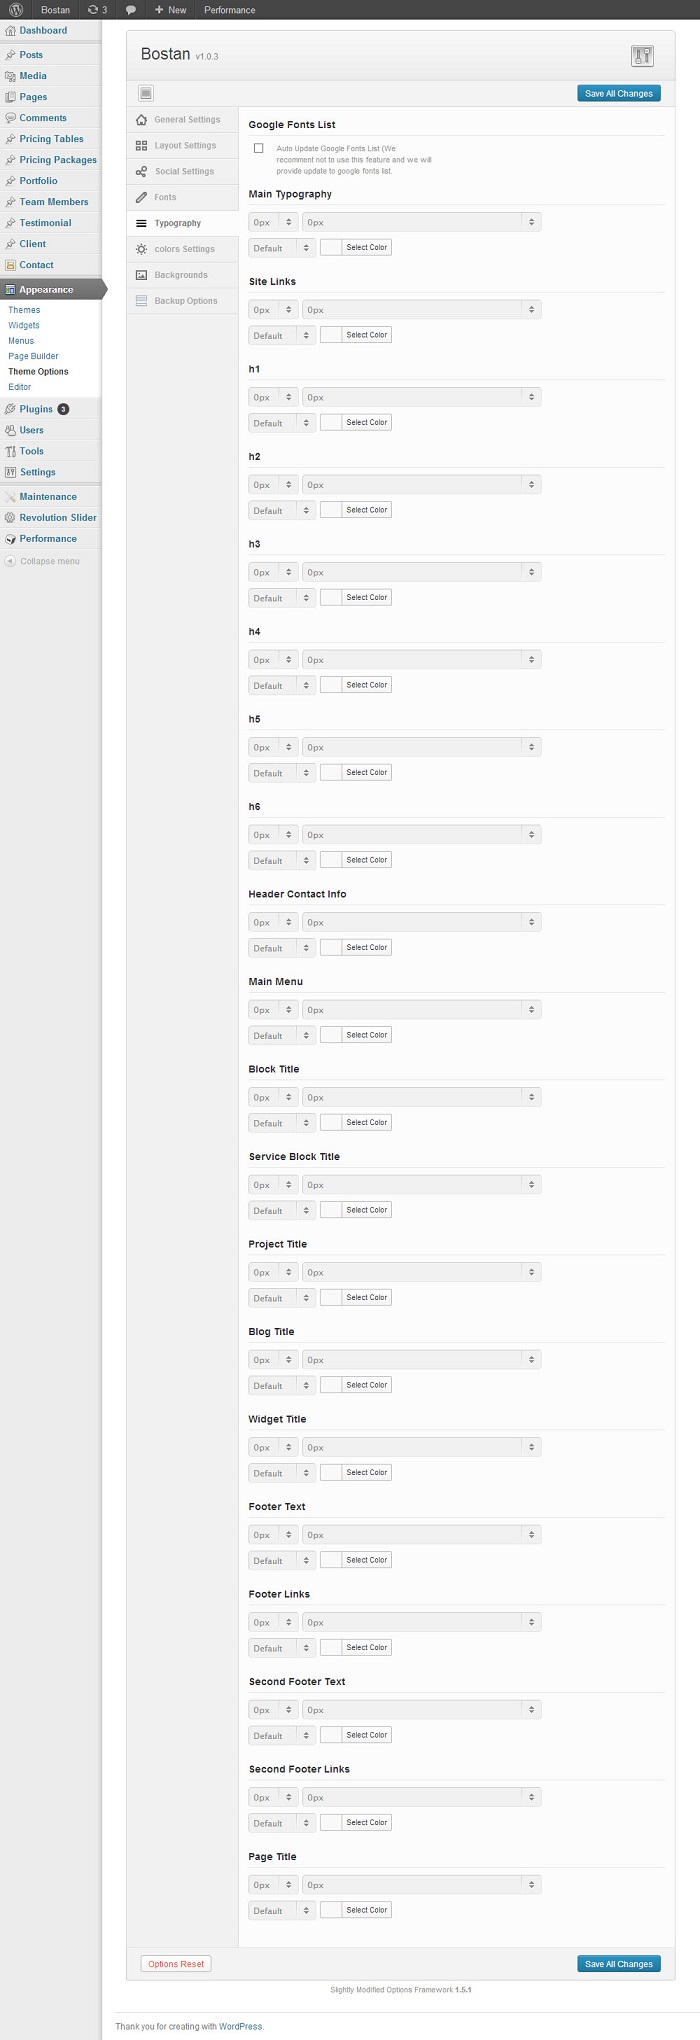 Bostan 3 New Performance
Dashboard
Posts
Media
Pages
Comments
Pricing Tables
Pricing Packages
Portfolio
Team Members
Testimonial
Client
Contact
Appearance
Themes
Widgets
Menus
Page Builder
Theme Options
Editor
Plugins 3
Users
Tools
Settings
Maintenance
Revolution Slider
Performance
Collapse menu
Bostan v1.0.3
Save All Changes
General Settings
Layout Settings
Social Settings
Fonts
Typography
colors Settings
Backgrounds
Backup Options
Google Fonts List
Auto Update Google Fonts List (We
recomment not to use this feature and we will
provide update to google fonts list.
Main Typography
0px 0px
Default Select Color
Site Links
0px 0px
Default Select Color
h1
0px 0px
Default Select Color
h2
0px 0px
Default Select Color
h3
0px 0px
Default Select Color
h4
0px 0px
Default Select Color
h5
0px 0px
Default Select Color
h6
0px 0px
Default Select Color
Header Contact Info
0px 0px
Default Select Color
Main Menu
0px 0px
Default Select Color
Block Title
0px 0px
Default Select Color
Service Block Title
0px 0px
Default Select Color
Project Title
0px 0px
Default Select Color
Blog Title
0px 0px
Default Select Color
Widget Title
0px 0px
Default Select Color
Footer Text
0px 0px
Default Select Color
Footer Links
0px 0px
Default Select Color
Second Footer Text
0px 0px
Default Select Color
Second Footer Links
0px 0px
Default Select Color
Page Title
0px 0px
Default Select Color
Options Reset Save All Changes
Slightly Modified Options Framework 1.5.1
Thank you for creating with WordPress.